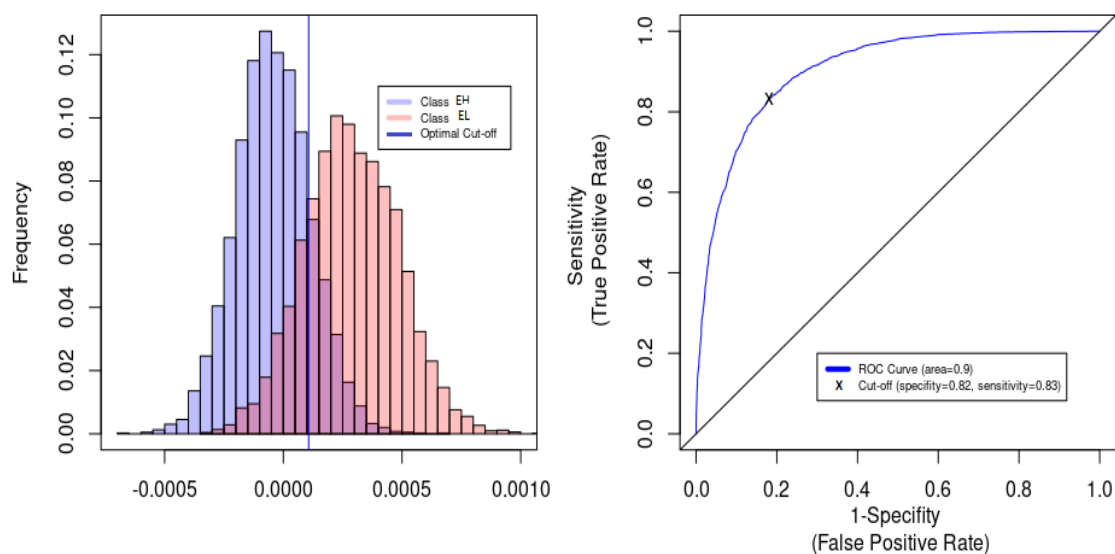 Frequency
0.12
0.10
0.08
0.06
0.04
0.02
0.00
Class EH
Class EL
Optimal Cut-off
-0.0005
0.0000
0.0005
0.0010
Sensitivity
(True Positive Rate)
1.0
0.8
0.6
0.4
0.2
0.0
X
ROC Curve (area=0.9)
X Cut-off (specifity=0.82, sensitivity=0.83)
0.0
0.2
0.4
0.6
0.8
1.0
1-Specifity
(False Positive Rate)